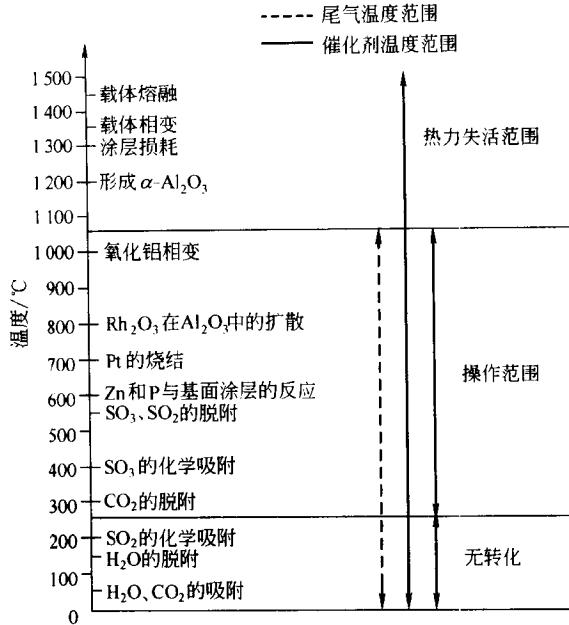 尾气温度范围
催化剂温度范围
1 500
载体熔融
1 400
载体相变
1 300
涂层损耗
热力失活范围
1 200
形成 α-Al₂O₃
1 100
1 000
氧化铝相变
900
温度/℃
800
Rh₂O₃在Al₂O₃中的扩散
700
Pt的烧结
操作范围
600
Zn和P与基面涂层的反应
SO₃、SO₂的脱附
500
400
SO₃的化学吸附
300
CO₂的脱附
200
SO₂的化学吸附
H₂O的脱附
无转化
100
H₂O、CO₂的吸附
0